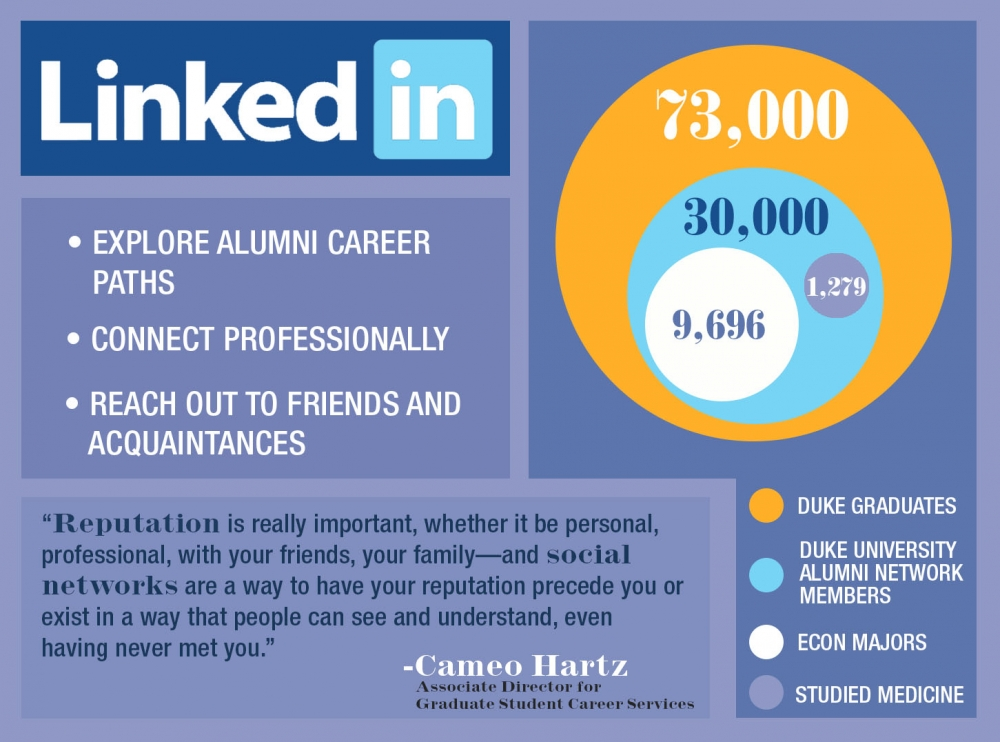 Linked in
• EXPLORE ALUMNI CAREER
PATHS
• CONNECT PROFESSIONALLY
• REACH OUT TO FRIENDS AND
ACQUAINTANCES
73,000
30,000
1,279
9,696
DUKE GRADUATES
DUKE UNIVERSITY
ALUMNI NETWORK
MEMBERS
ECON MAJORS
STUDIED MEDICINE
“Reputation is really important, whether it be personal,
professional, with your friends, your family—and social
networks are a way to have your reputation precede you or
exist in a way that people can see and understand, even
having never met you.”
-Cameo Hartz
Associate Director for
Graduate Student Career Services